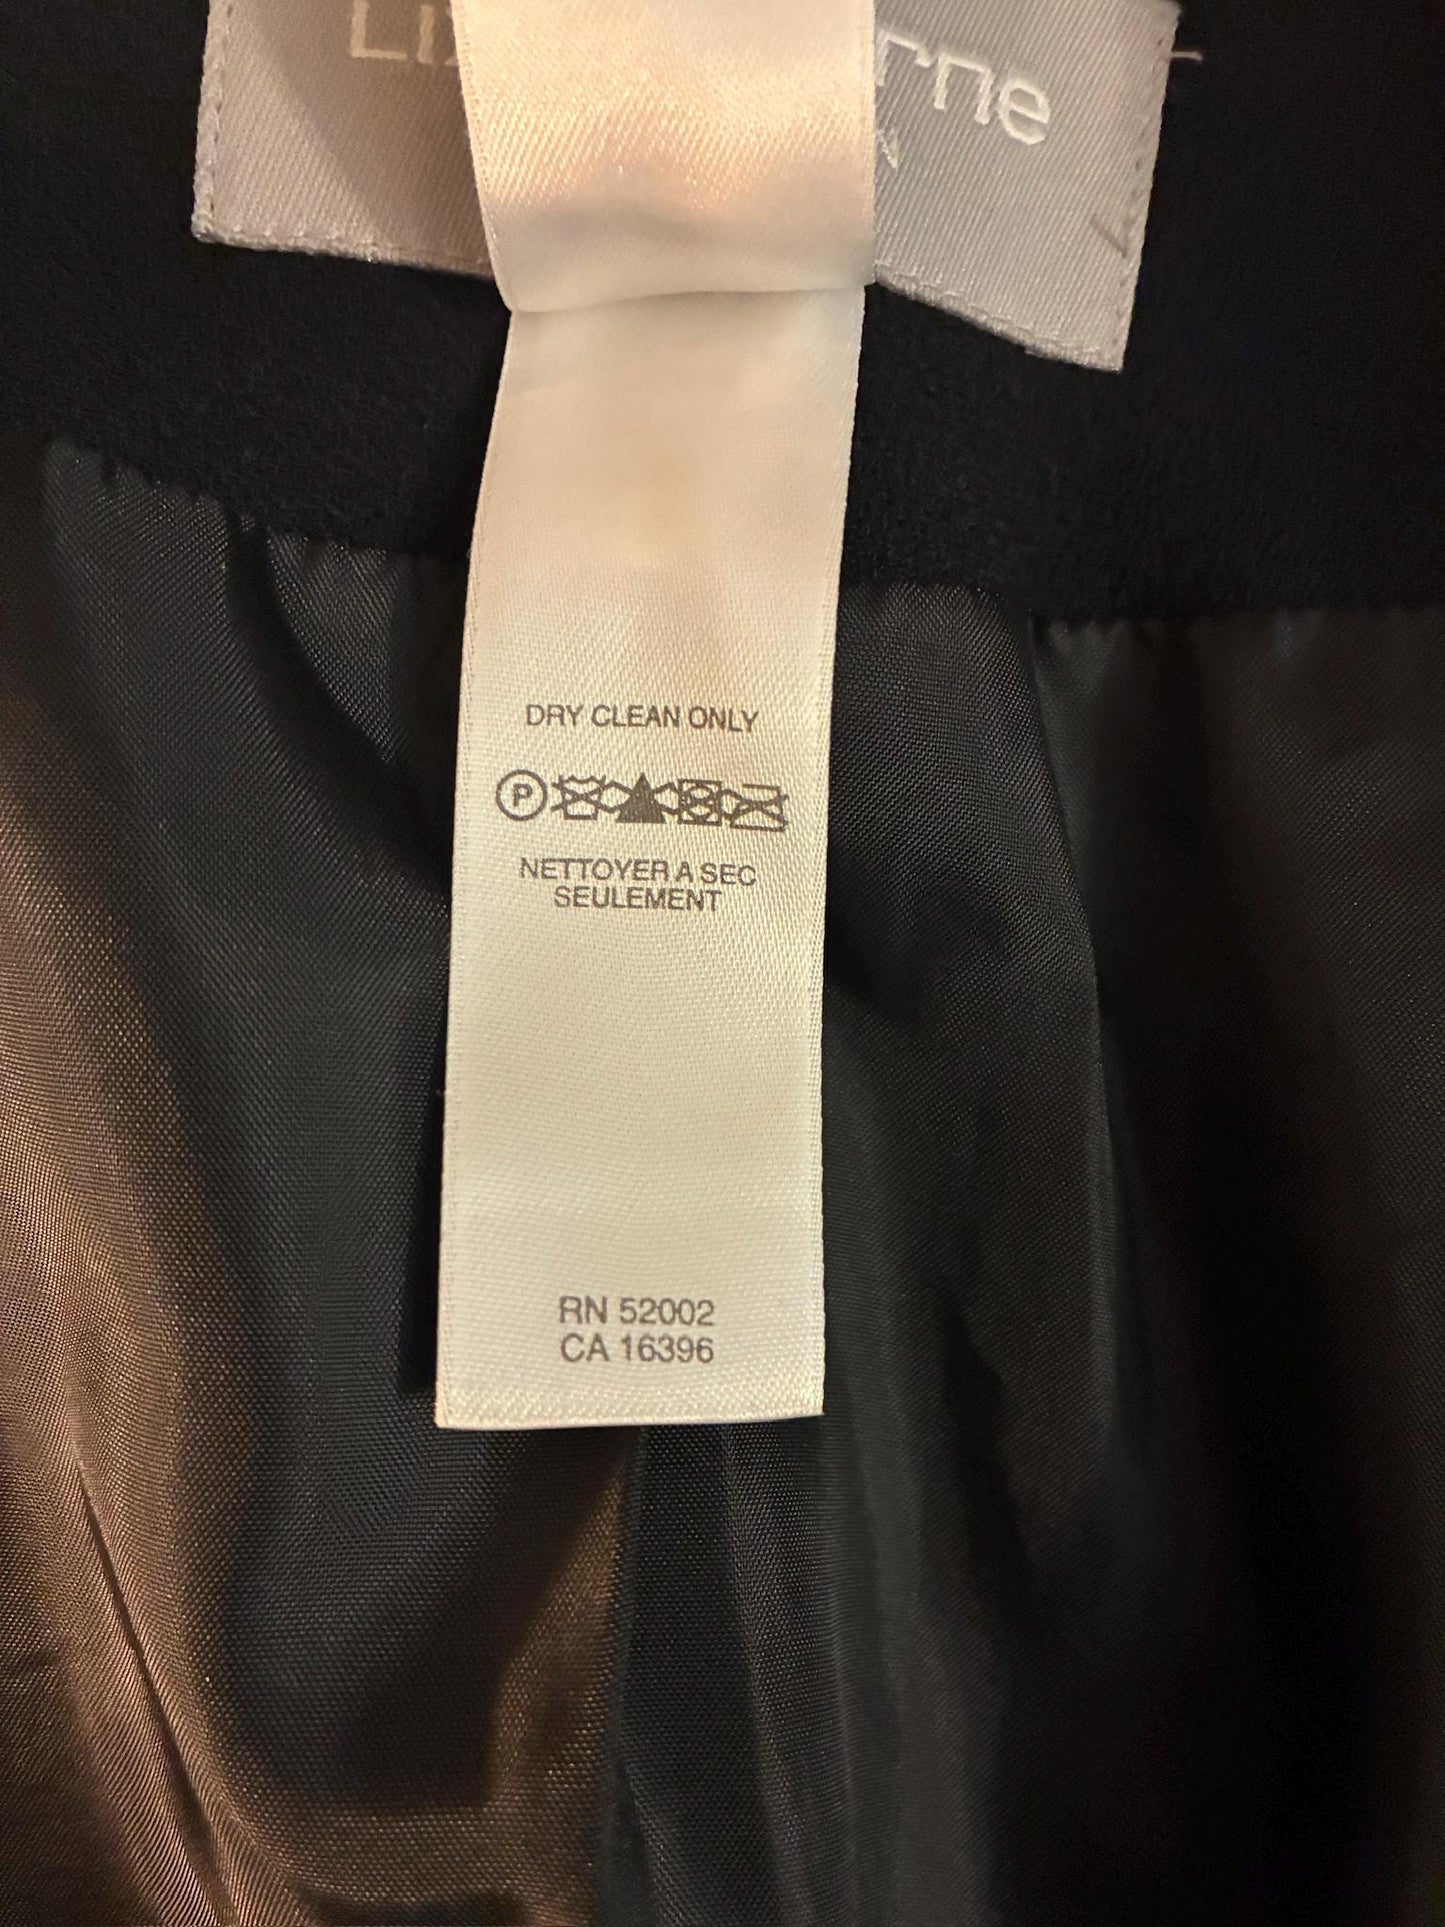 DRY CLEAN ONLY
P
NETTOYER A SEC
SEULEMENT
RN 52002
CA 16396